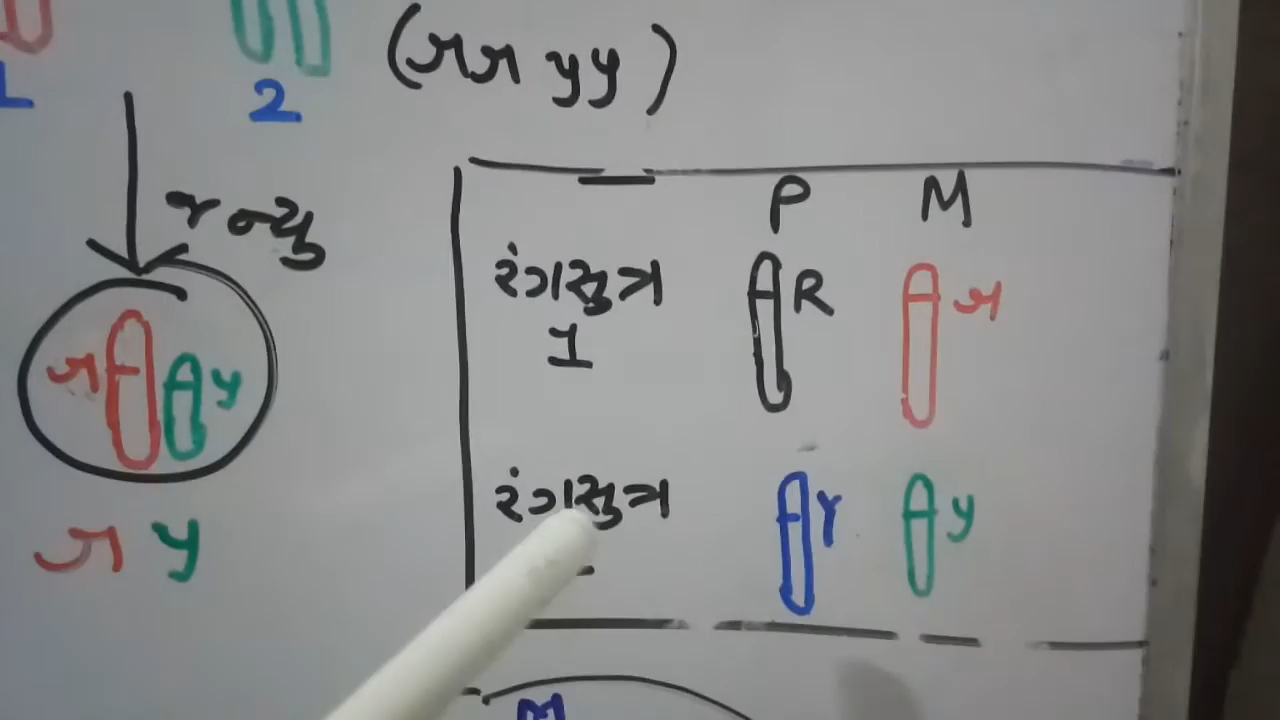 1 2 (rr yy)
જન્યુ
P M
રંગસુત્ર R r
1
r y
રંગસુત્ર Y y
r y